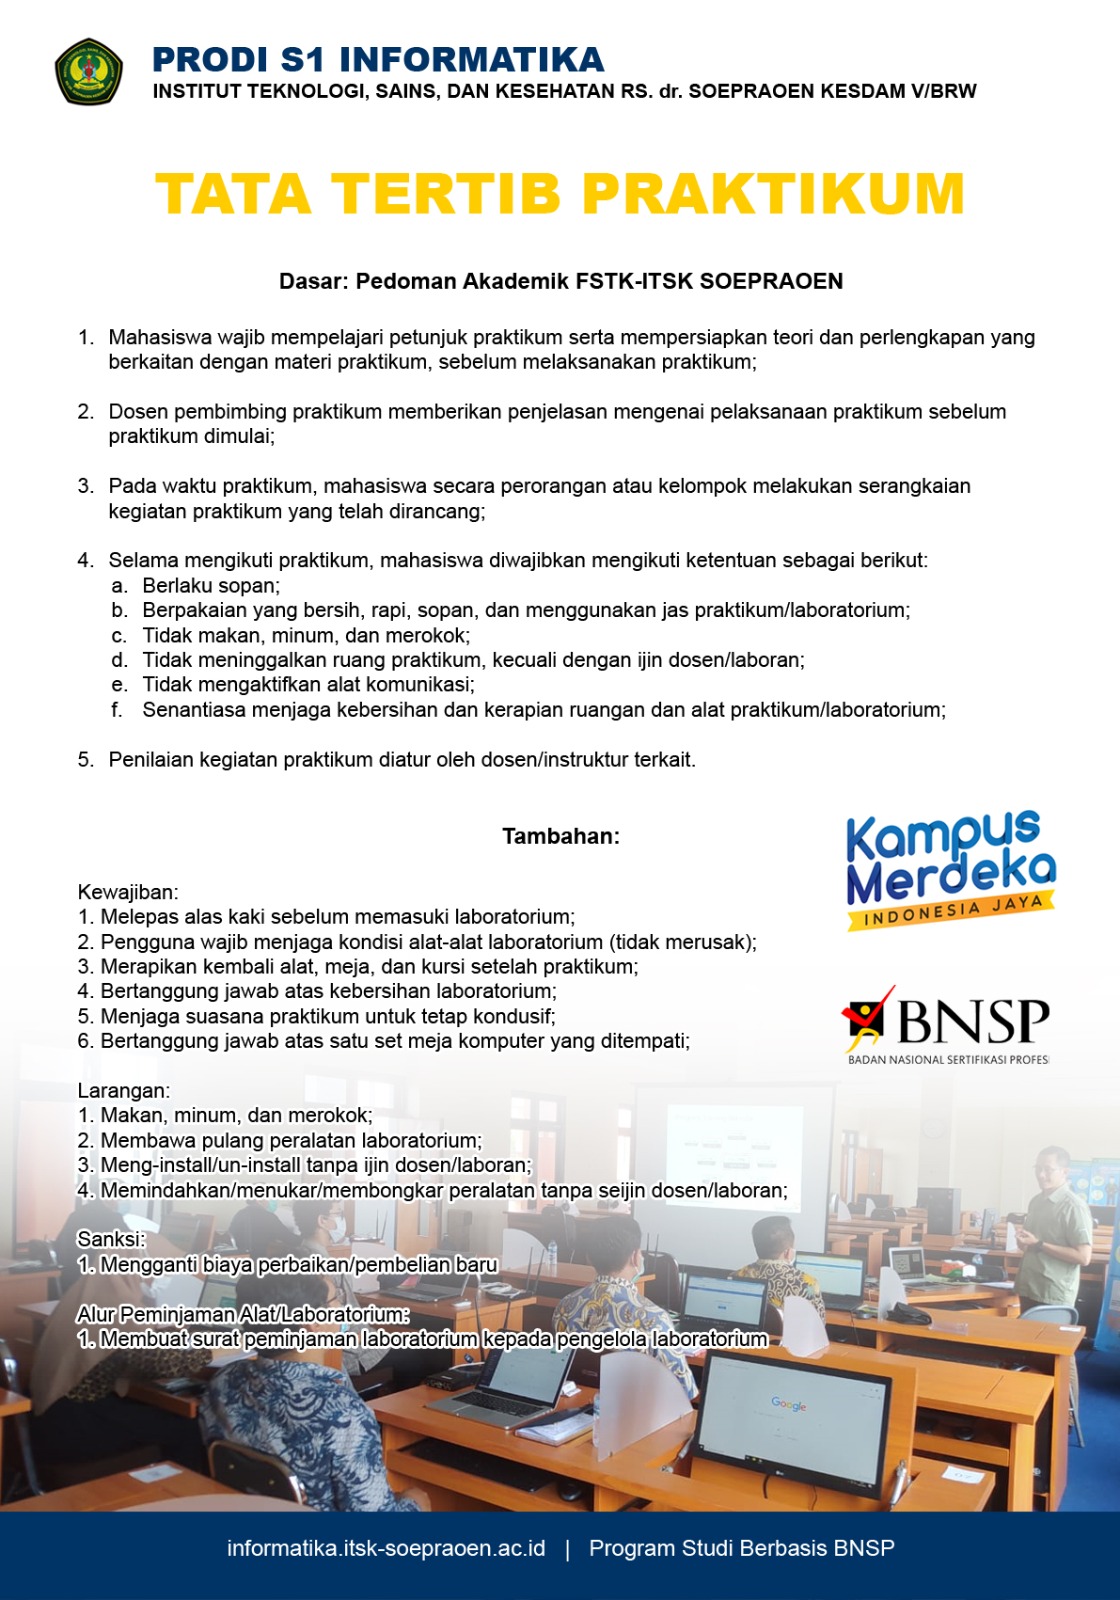 PRODI S1 INFORMATIKA
INSTITUT TEKNOLOGI, SAINS, DAN KESEHATAN RS. dr. SOEPRAOEN KESDAM V/BRW
TATA TERTIB PRAKTIKUM
Dasar: Pedoman Akademik FSTK-ITSK SOEPRAOEN
1. Mahasiswa wajib mempelajari petunjuk praktikum serta mempersiapkan teori dan perlengkapan yang
berkaitan dengan materi praktikum, sebelum melaksanakan praktikum;
2. Dosen pembimbing praktikum memberikan penjelasan mengenai pelaksanaan praktikum sebelum
praktikum dimulai;
3. Pada waktu praktikum, mahasiswa secara perorangan atau kelompok melakukan serangkaian
kegiatan praktikum yang telah dirancang;
4. Selama mengikuti praktikum, mahasiswa diwajibkan mengikuti ketentuan sebagai berikut:
a. Berlaku sopan;
b. Berpakaian yang bersih, rapi, sopan, dan menggunakan jas praktikum/laboratorium;
c. Tidak makan, minum, dan merokok;
d. Tidak meninggalkan ruang praktikum, kecuali dengan ijin dosen/laboran;
e. Tidak mengaktifkan alat komunikasi;
f. Senantiasa menjaga kebersihan dan kerapian ruangan dan alat praktikum/laboratorium;
5. Penilaian kegiatan praktikum diatur oleh dosen/instruktur terkait.
Tambahan:
Kampus
Merdeka
INDONESIA JAYA
Kewajiban:
1. Melepas alas kaki sebelum memasuki laboratorium;
2. Pengguna wajib menjaga kondisi alat-alat laboratorium (tidak merusak);
3. Merapikan kembali alat, meja, dan kursi setelah praktikum;
4. Bertanggung jawab atas kebersihan laboratorium;
5. Menjaga suasana praktikum untuk tetap kondusif;
6. Bertanggung jawab atas satu set meja komputer yang ditempati;
BNSP
BADAN NASIONAL SERTIFIKASI PROFES
Larangan:
1. Makan, minum, dan merokok;
2. Membawa pulang peralatan laboratorium;
3. Meng-install/un-install tanpa ijin dosen/laboran;
4. Memindahkan/menukar/membongkar peralatan tanpa seijin dosen/laboran;
Sanksi:
1. Mengganti biaya perbaikan/pembelian baru
Alur Peminjaman Alat/Laboratorium:
1. Membuat surat peminjaman laboratorium kepada pengelola laboratorium
Google
informatika.itsk-soepraoen.ac.id | Program Studi Berbasis BNSP